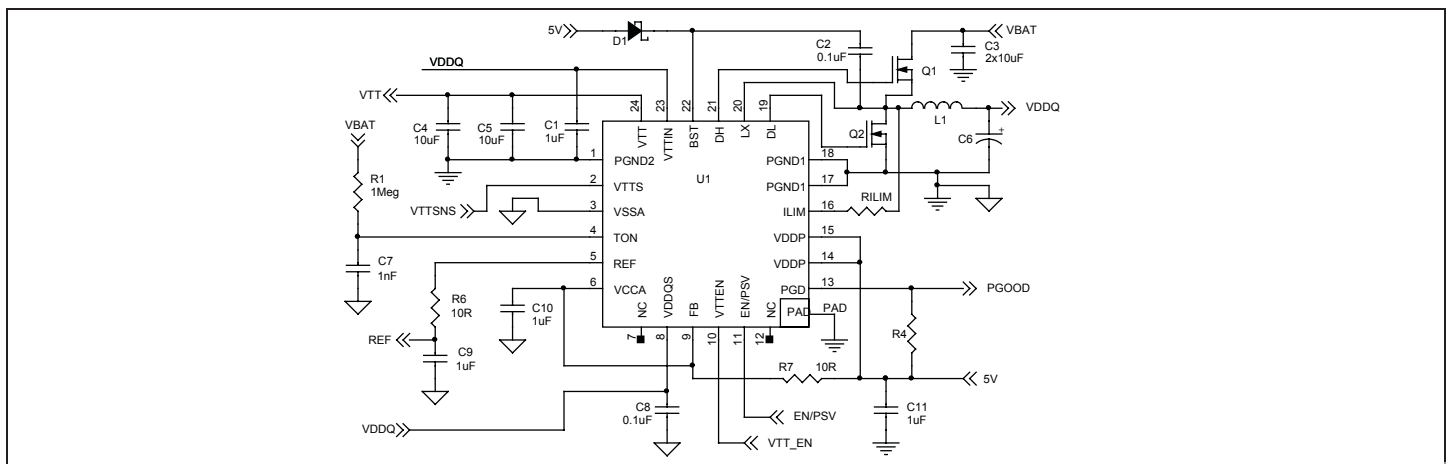 5V
D1
C2
0.1uF
VBAT
C3
2x10uF
Q1
VDDQ
VTT
24
23
22
21
20
19
VDDQ
L1
VBAT
C4
10uF
C5
10uF
C1
1uF
VTT
VTTIN
BST
DH
LX
DL
Q2
C6
+
1
PGND2
PGND1
18
U1
R1
1Meg
2
VTTS
PGND1
17
VTTSNS
3
VSSA
ILIM
16
RILIM
4
TON
VDDP
15
C7
1nF
5
REF
VDDP
14
6
VCCA
PGD
13
PGOOD
R6
10R
C10
1uF
NC
VDDQS
FB
VTTEN
EN/PSV
NC
PAD
PAD
R4
REF
7
8
9
10
11
12
C9
1uF
R7
10R
5V
C8
0.1uF
EN/PSV
C11
1uF
VDDQ
VTT_EN